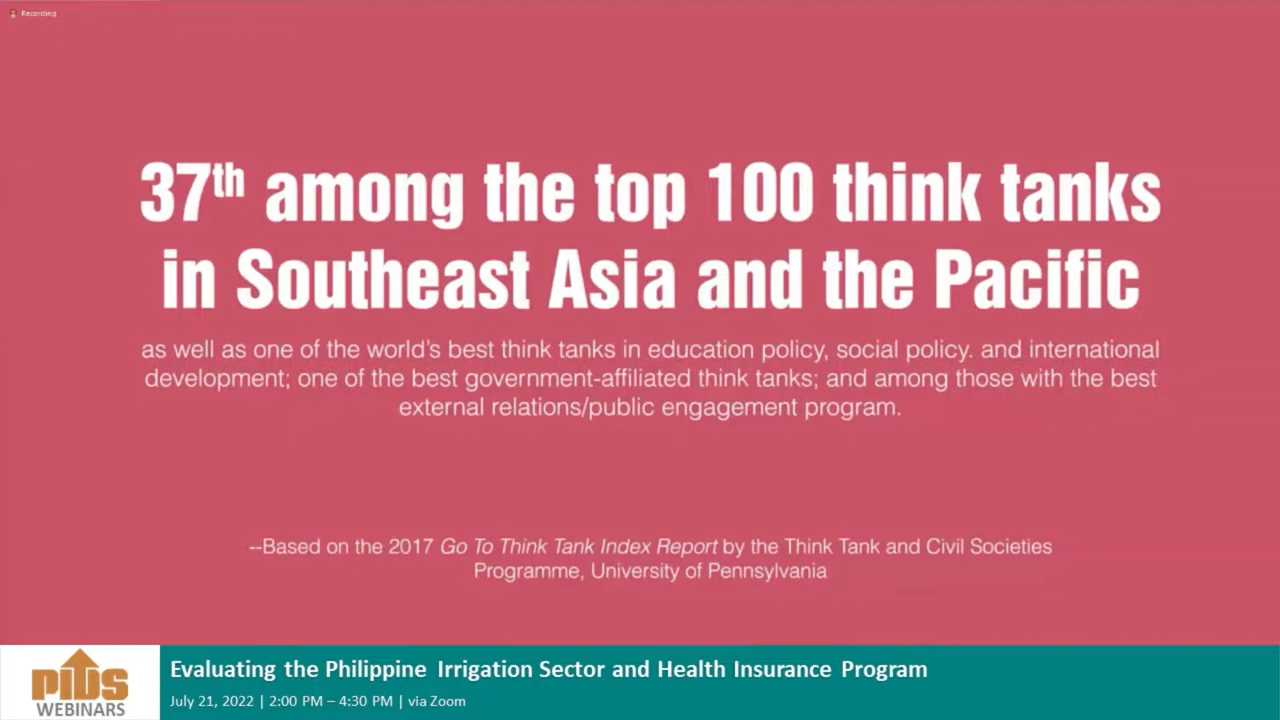 Recording
37th among the top 100 think tanks
in Southeast Asia and the Pacific
as well as one of the world's best think tanks in education policy, social policy. and international
development; one of the best government-affiliated think tanks; and among those with the best
external relations/public engagement program.
--Based on the 2017 Go To Think Tank Index Report by the Think Tank and Civil Societies
Programme, University of Pennsylvania
PIDS
WEBINARS
Evaluating the Philippine Irrigation Sector and Health Insurance Program
July 21, 2022 | 2:00 PM – 4:30 PM | via Zoom